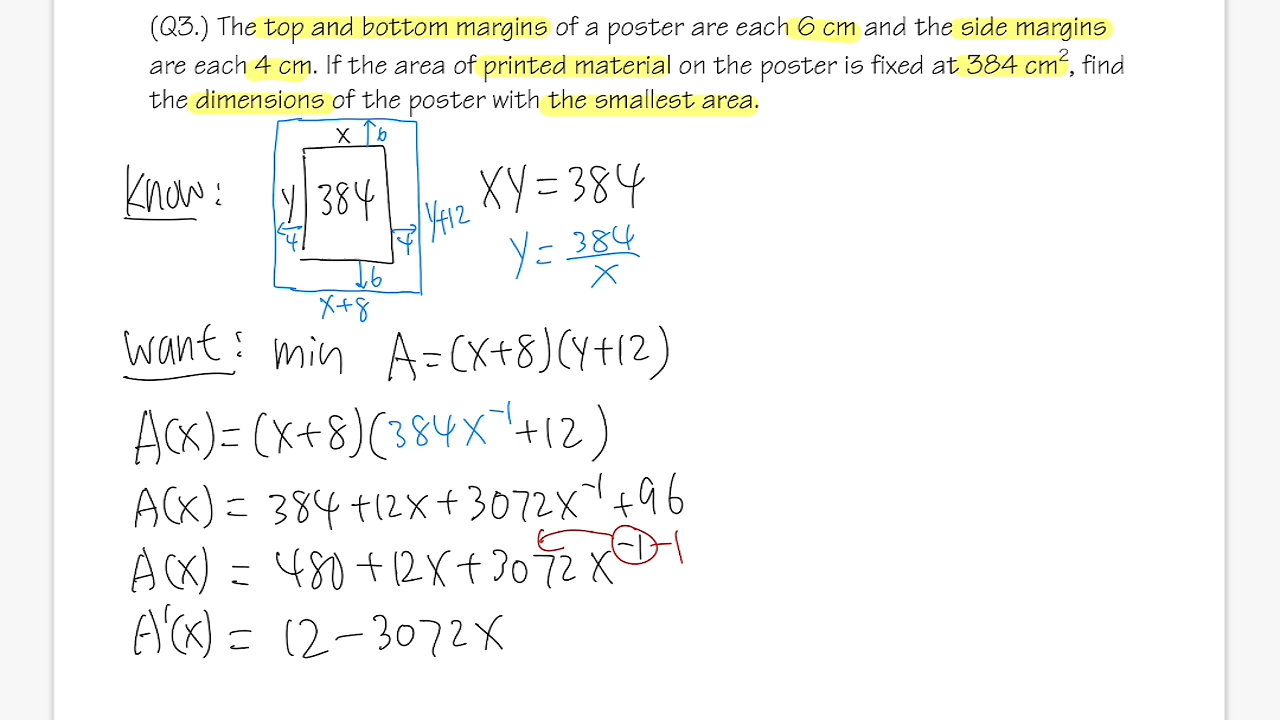 (Q3.) The top and bottom margins of a poster are each 6 cm and the side margins
are each 4 cm. If the area of printed material on the poster is fixed at 384 cm², find
the dimensions of the poster with the smallest area.
x 6
Know: y 384 y+12 xy = 384
4 4
y = 384/x
6
x+8
want: min A = (x+8)(y+12)
A(x) = (x+8)(384x⁻¹+12)
A(x) = 384+12x+3072x⁻¹+96
A(x) = 480+12x+3072x⁻¹ -1
A'(x) = 12-3072x